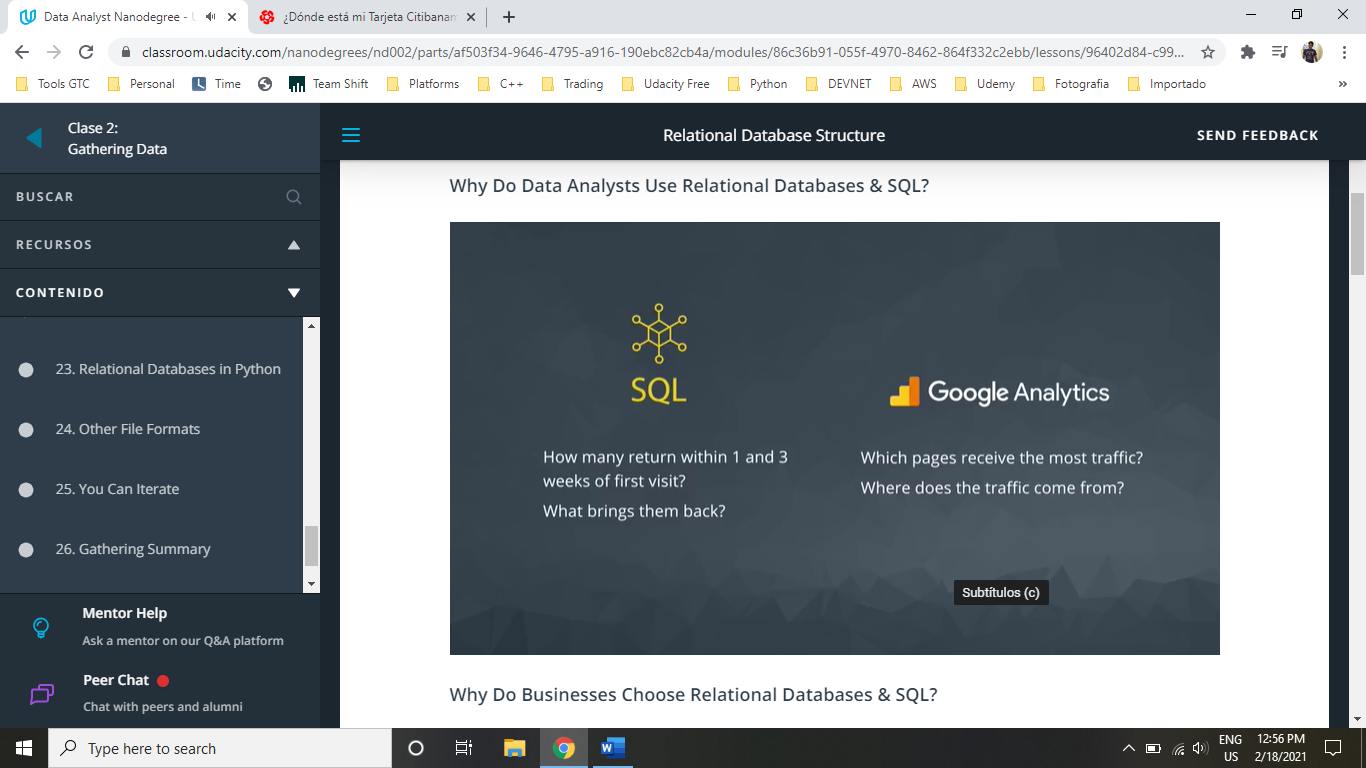 Data Analyst Nanodegree - U
¿Dónde está mi Tarjeta Citibanam
classroom.udacity.com/nanodegrees/nd002/parts/af503f34-9646-4795-a916-190ebc82cb4a/modules/86c36b91-055f-4970-8462-864f332c2ebb/lessons/96402d84-c99...
Tools GTC
Personal
Time
Team Shift
Platforms
C++
Trading
Udacity Free
Python
DEVNET
AWS
Udemy
Fotografia
Importado
»
Clase 2:
Gathering Data
Relational Database Structure
SEND FEEDBACK
BUSCAR
RECURSOS
CONTENIDO
23. Relational Databases in Python
24. Other File Formats
25. You Can Iterate
26. Gathering Summary
Mentor Help
Ask a mentor on our Q&A platform
Peer Chat
Chat with peers and alumni
Why Do Data Analysts Use Relational Databases & SQL?
SQL
How many return within 1 and 3
weeks of first visit?
What brings them back?
Google Analytics
Which pages receive the most traffic?
Where does the traffic come from?
Subtítulos (c)
Why Do Businesses Choose Relational Databases & SQL?
Type here to search
W
ENG
US
12:56 PM
2/18/2021